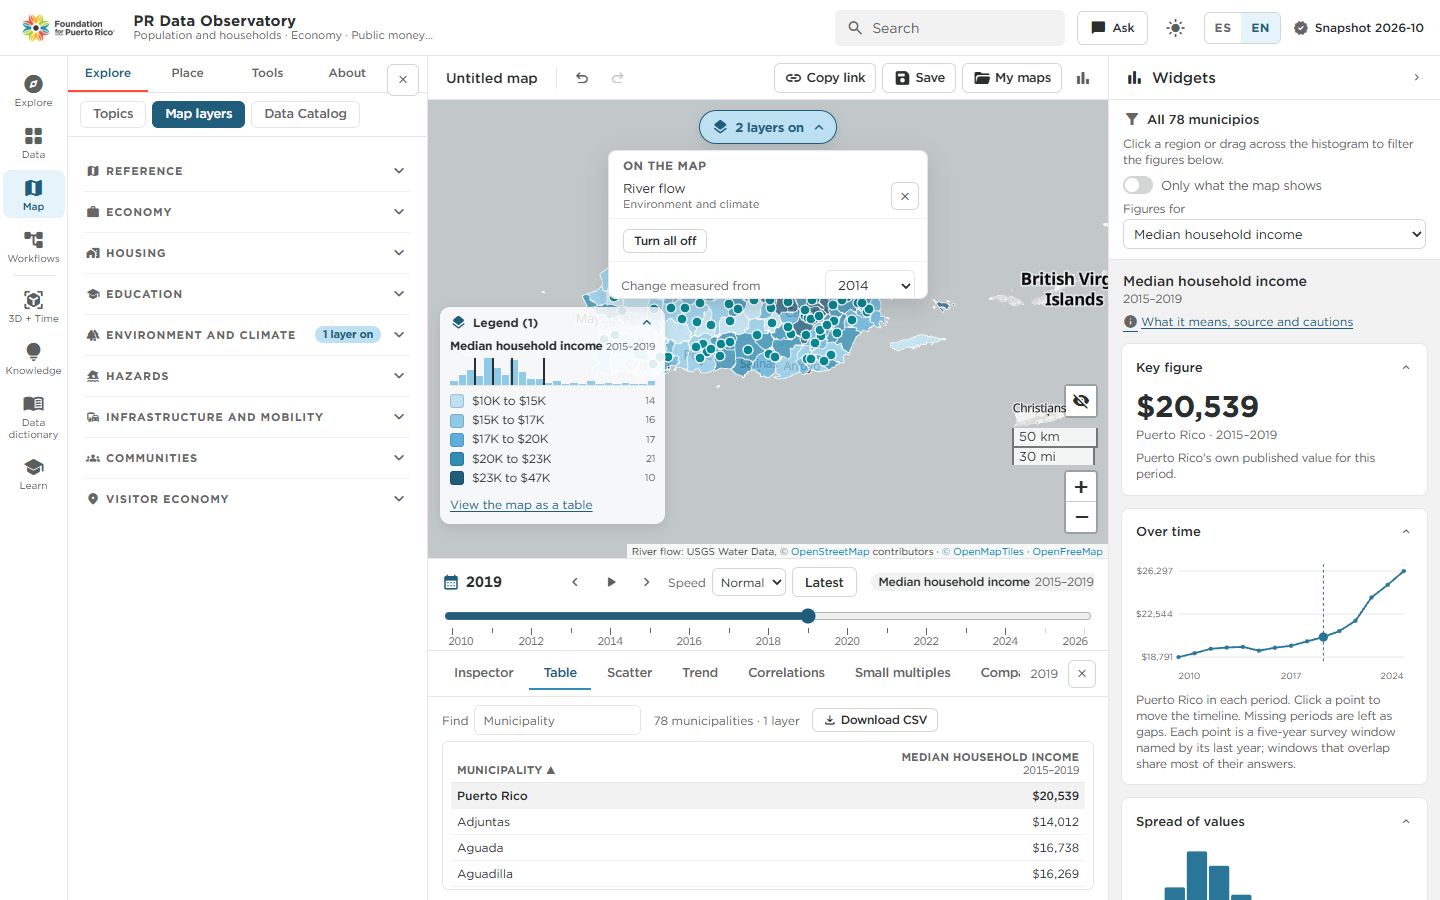 Foundation
for Puerto Rico
PR Data Observatory
Population and households · Economy · Public money...
Search
Ask
ES
EN
Snapshot 2026-10
Explore
Data
Map
Workflows
3D + Time
Knowledge
Data
dictionary
Learn
Explore
Place
Tools
About
Topics
Map layers
Data Catalog
REFERENCE
ECONOMY
HOUSING
EDUCATION
ENVIRONMENT AND CLIMATE
1 layer on
HAZARDS
INFRASTRUCTURE AND MOBILITY
COMMUNITIES
VISITOR ECONOMY
Untitled map
Copy link
Save
My maps
2 layers on
ON THE MAP
River flow
Environment and climate
Turn all off
Change measured from
2014
British Virg
Islands
Christians
Legend (1)
Median household income 2015–2019
$10K to $15K 14
$15K to $17K 16
$17K to $20K 17
$20K to $23K 21
$23K to $47K 10
View the map as a table
50 km
30 mi
River flow: USGS Water Data, © OpenStreetMap contributors · © OpenMapTiles · OpenFreeMap
2019
Speed
Normal
Latest
Median household income 2015–2019
2010 2012 2014 2016 2018 2020 2022 2024 2026
Inspector
Table
Scatter
Trend
Correlations
Small multiples
Compa
2019
Find
Municipality
78 municipalities · 1 layer
Download CSV
MUNICIPALITY ▲
MEDIAN HOUSEHOLD INCOME
2015–2019
Puerto Rico $20,539
Adjuntas $14,012
Aguada $16,738
Aguadilla $16,269
Widgets
All 78 municipios
Click a region or drag across the histogram to filter
the figures below.
Only what the map shows
Figures for
Median household income
Median household income
2015–2019
What it means, source and cautions
Key figure
$20,539
Puerto Rico · 2015–2019
Puerto Rico's own published value for this
period.
Over time
$26,297
$22,544
$18,791
2010 2017 2024
Puerto Rico in each period. Click a point to
move the timeline. Missing periods are left as
gaps. Each point is a five-year survey window
named by its last year; windows that overlap
share most of their answers.
Spread of values